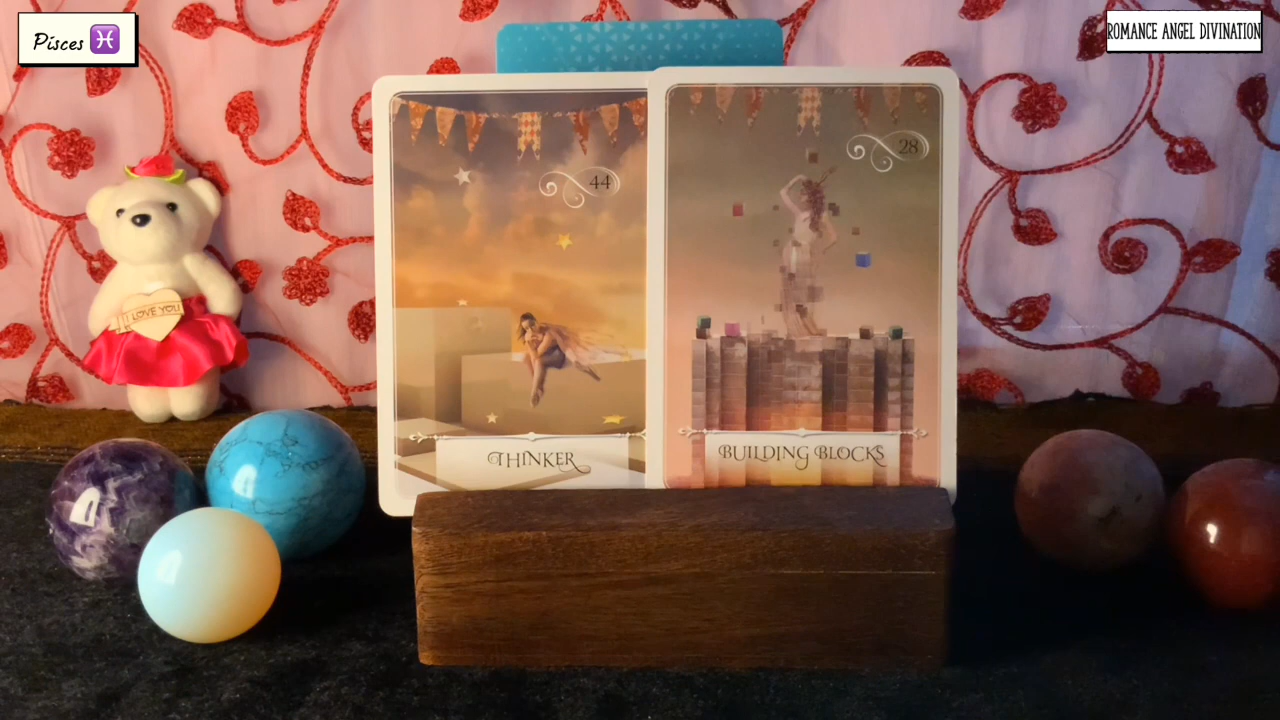 Pisces ♓
ROMANCE ANGEL DIVINATION
I LOVE YOU
44
28
THINKER
BUILDING BLOCKS